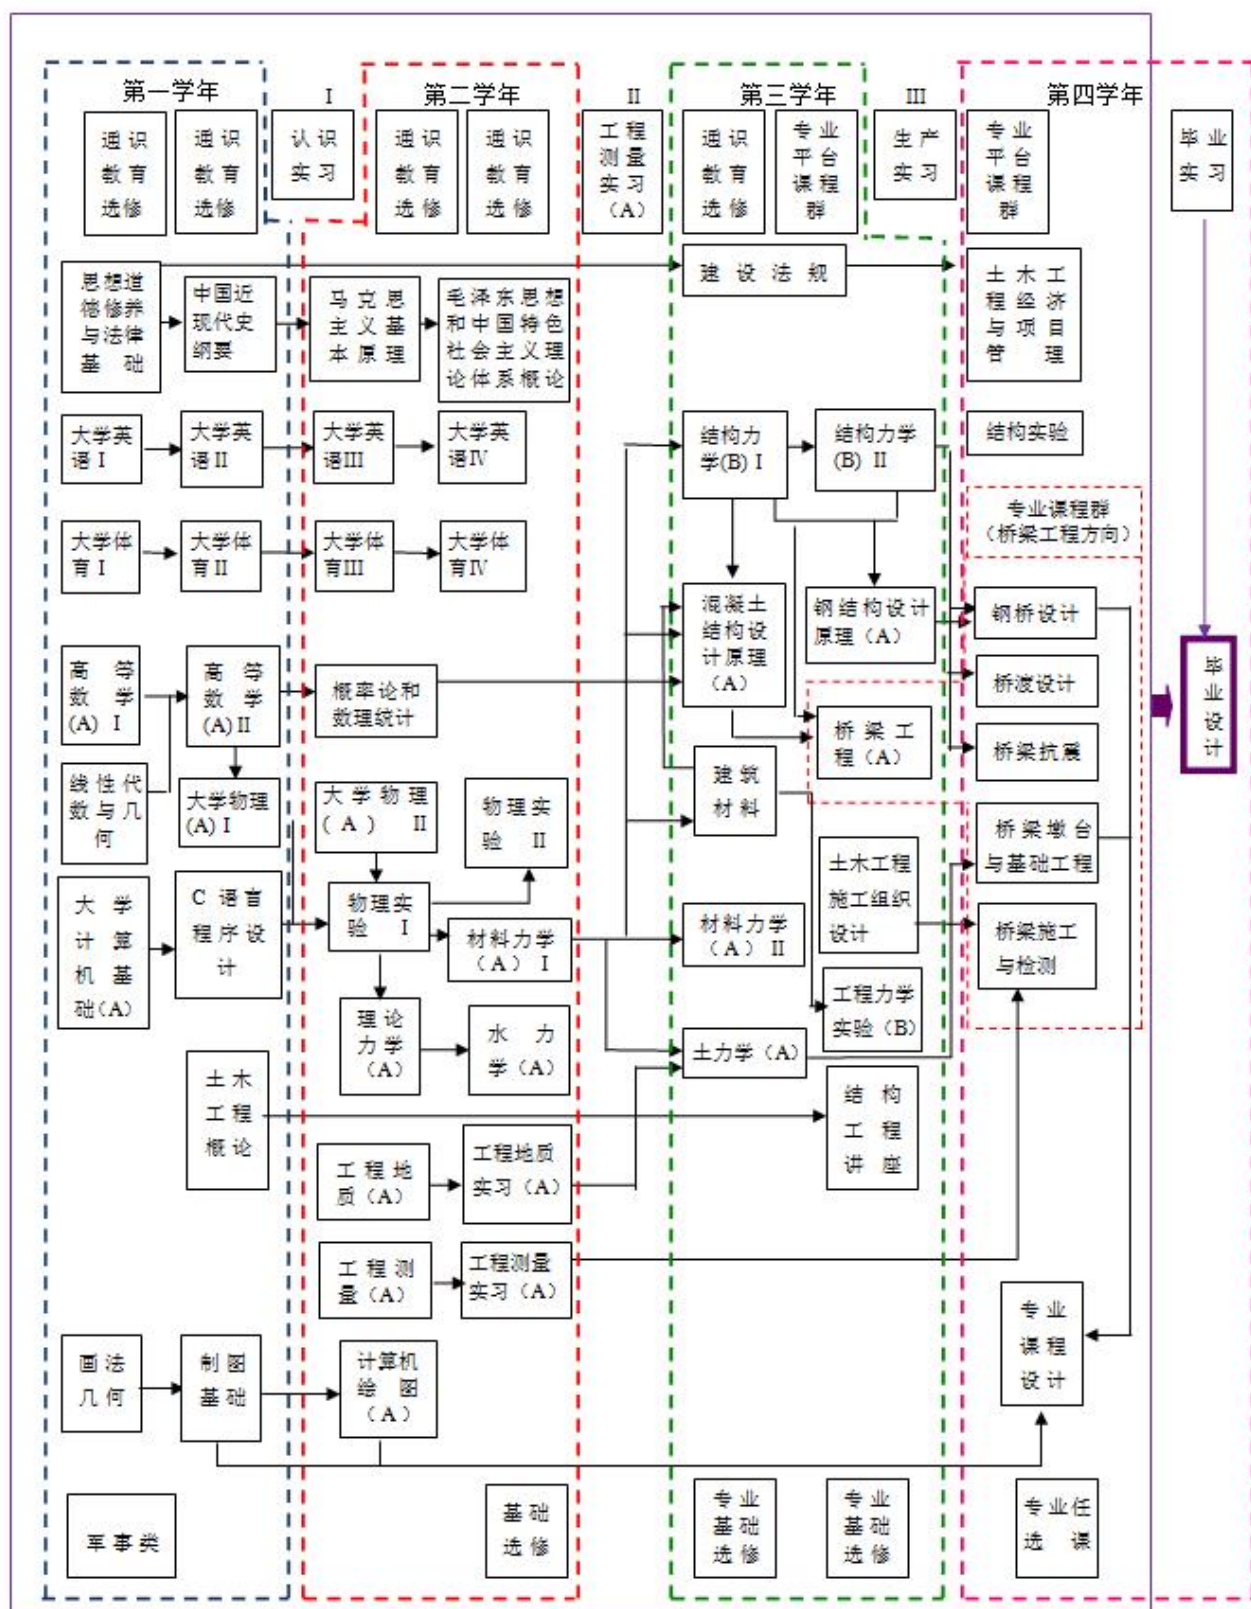 第一学年
I
第二学年
II
第三学年
III
第四学年
通识
教育
选修
通识
教育
选修
认识
实习
通识
教育
选修
通识
教育
选修
工程
测量
实习
（A）
通识
教育
选修
专业
平台
课程
群
生产
实习
专业
平台
课程
群
毕业
实习
思想道
德修养
与法律
基础
中国近
现代史
纲要
马克思
主义基
本原理
毛泽东思想
和中国特色
社会主义理
论体系概论
建设法规
土木工
程经济
与项目
管理
大学英
语 I
大学英
语 II
大学英
语III
大学英
语IV
结构力
学(B) I
结构力学
(B) II
结构实验
专业课程群
（桥梁工程方向）
大学体
育 I
大学体
育 II
大学体
育III
大学体
育IV
混凝土
结构设
计原理
（A）
钢结构设计
原理（A）
钢桥设计
高等
数学
(A) I
高等
数学
(A) II
概率论和
数理统计
桥渡设计
毕业设计
桥梁工
程（A）
桥梁抗震
线性代
数与几
何
大学物理
(A) I
大学物理
(A) II
物理实
验 II
建筑
材料
桥梁墩台
与基础工程
大学
计算
机基
础(A)
C 语言
程序设
计
物理实
验 I
材料力学
（A）I
材料力学
（A）II
土木工程
施工组织
设计
桥梁施工
与检测
理论
力学
（A）
水力
学（A）
工程力学
实验（B）
土力学（A）
土木
工程
概论
结构
工程
讲座
工程地
质（A）
工程地质
实习（A）
工程测
量（A）
工程测量
实习（A）
专业
课程
设计
画法
几何
制图
基础
计算机
绘图
（A）
军事类
基础
选修
专业
基础
选修
专业
基础
选修
专业任
选课